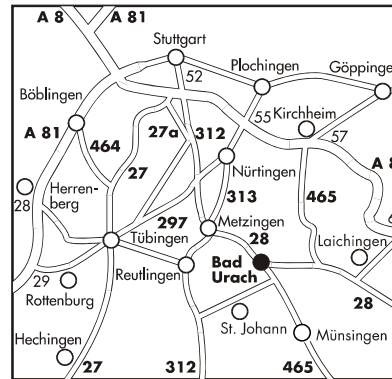 A 8
A 81
Stuttgart
52
Plochingen
Göppinge
Böblingen
55
Kirchheim
A 81
464
27a
312
57
27
Nürtingen
28
Herren-
berg
313
465
A 8
297
Metzingen
Tübingen
28
Laichingen
29
Reutlingen
Bad
Urach
Rottenburg
28
St. Johann
Münsingen
Hechingen
27
312
465